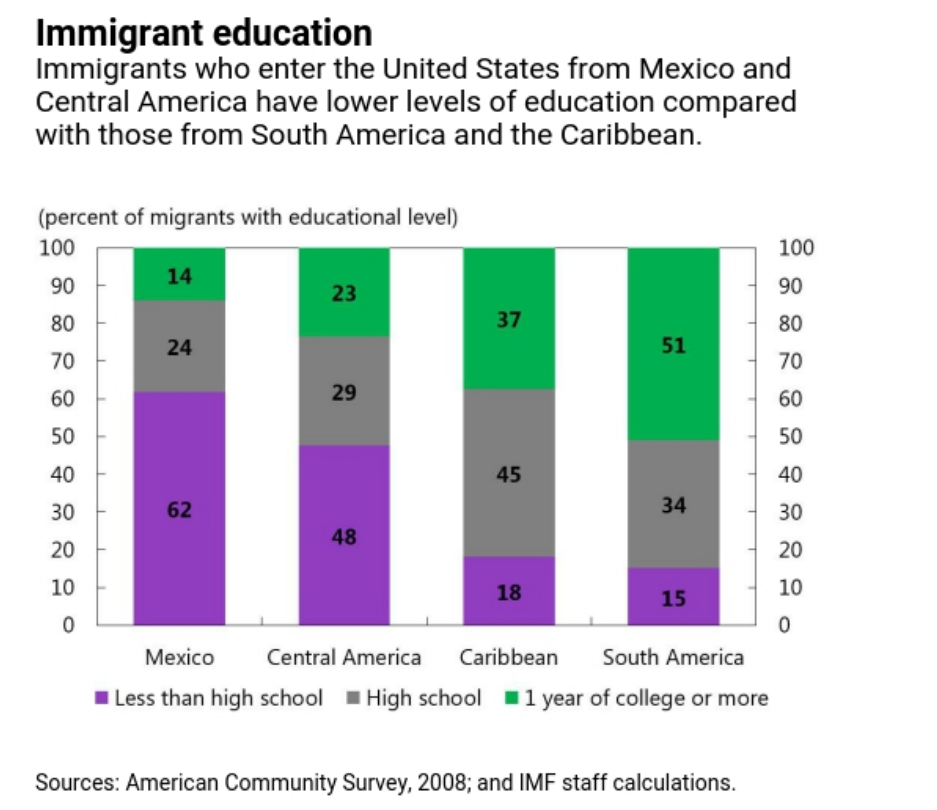 Immigrant education
Immigrants who enter the United States from Mexico and
Central America have lower levels of education compared
with those from South America and the Caribbean.
(percent of migrants with educational level)
100 100
90 14 90
80 23 80
70 24 37 70
60 29 51 60
50 50
40 45 40
30 62 34 30
20 48 20
10 18 15 10
0 0
Mexico Central America Caribbean South America
Less than high school High school 1 year of college or more
Sources: American Community Survey, 2008; and IMF staff calculations.